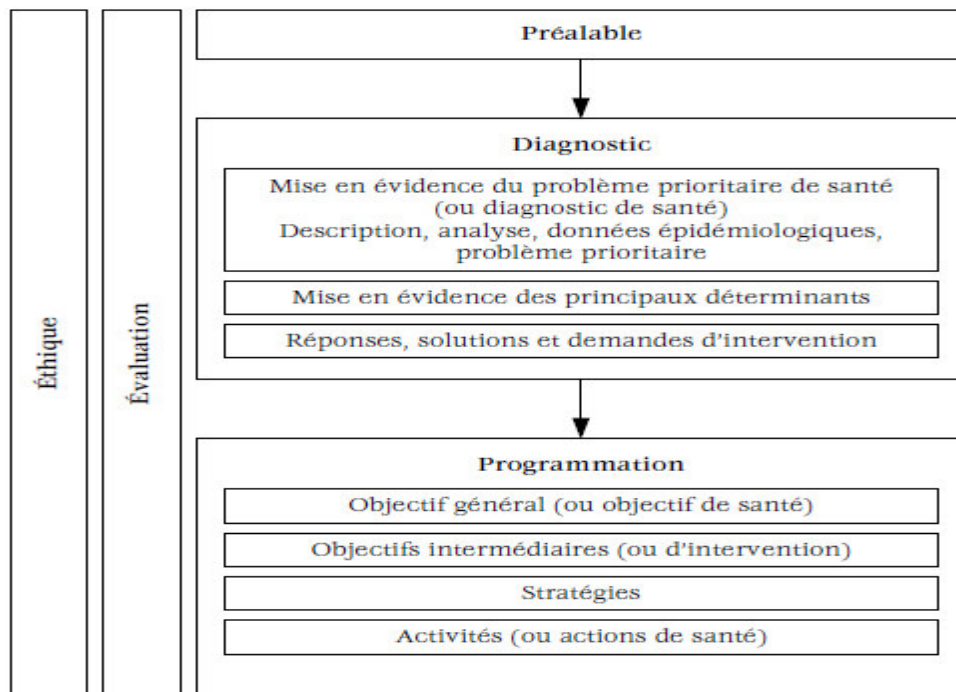 Éthique
Évaluation
Préalable
Diagnostic
Mise en évidence du problème prioritaire de santé
(ou diagnostic de santé)
Description, analyse, données épidémiologiques,
problème prioritaire
Mise en évidence des principaux déterminants
Réponses, solutions et demandes d'intervention
Programmation
Objectif général (ou objectif de santé)
Objectifs intermédiaires (ou d'intervention)
Stratégies
Activités (ou actions de santé)